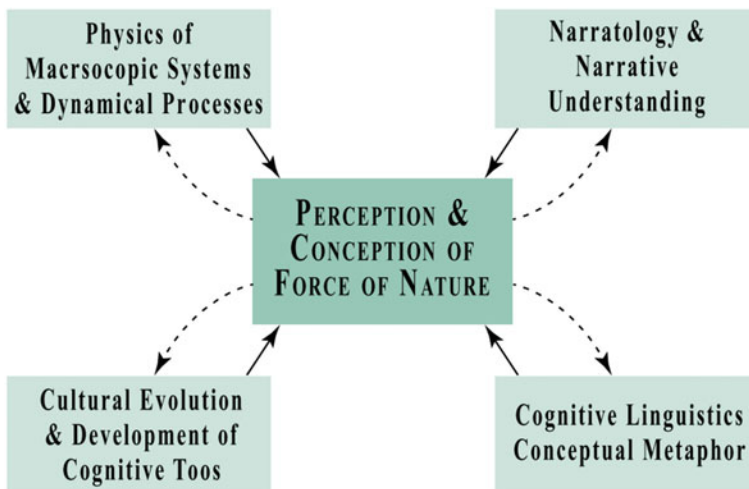 Physics of
Macrsocopic Systems
& Dynamical Processes
Narratology &
Narrative
Understanding
Perception &
Conception of
Force of Nature
Cultural Evolution
& Development of
Cognitive Toos
Cognitive Linguistics
Conceptual Metaphor